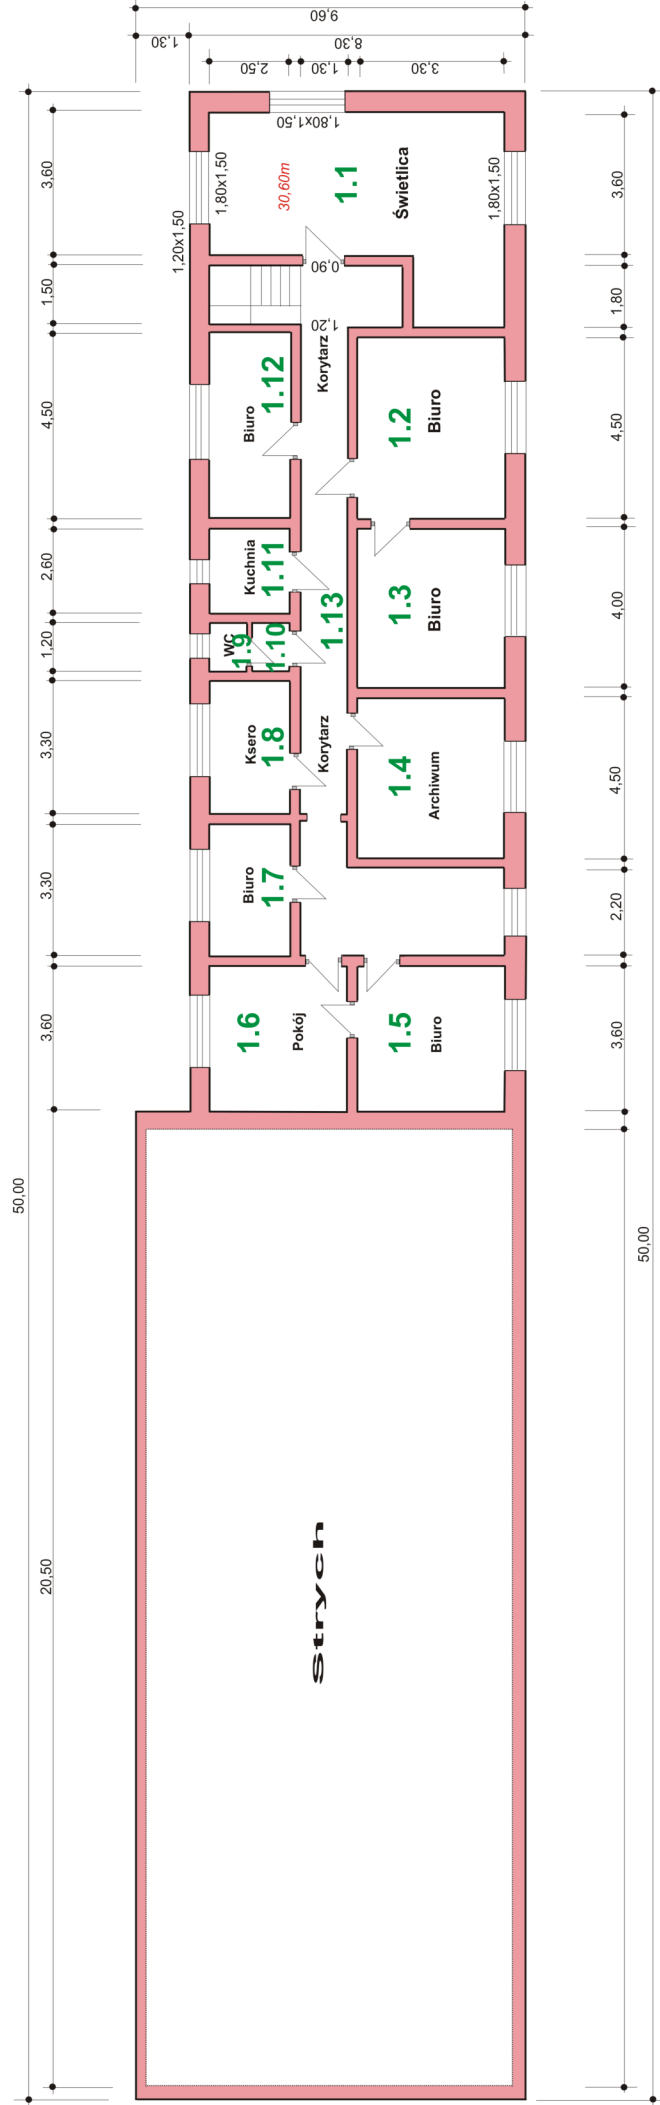 9,60
1,30
8,30
2,50
1,30
3,30
50,00
3,60
1,50
4,50
2,60
1,20
3,30
3,30
3,60
20,50
1,20x1,50
1,80x1,50
1,80x1,50
1,80x1,50
30,60m
1.1
Świetlica
0,90
1,20
Korytarz
Biuro
1.12
1.2
Biuro
Kuchnia
1.11
1.13
1.3
Biuro
WC
1.9
1.10
Ksero
1.8
Korytarz
1.4
Archiwum
Biuro
1.7
1.6
Pokój
1.5
Biuro
Strych
3,60
1,80
4,50
4,00
4,50
2,20
3,60
50,00